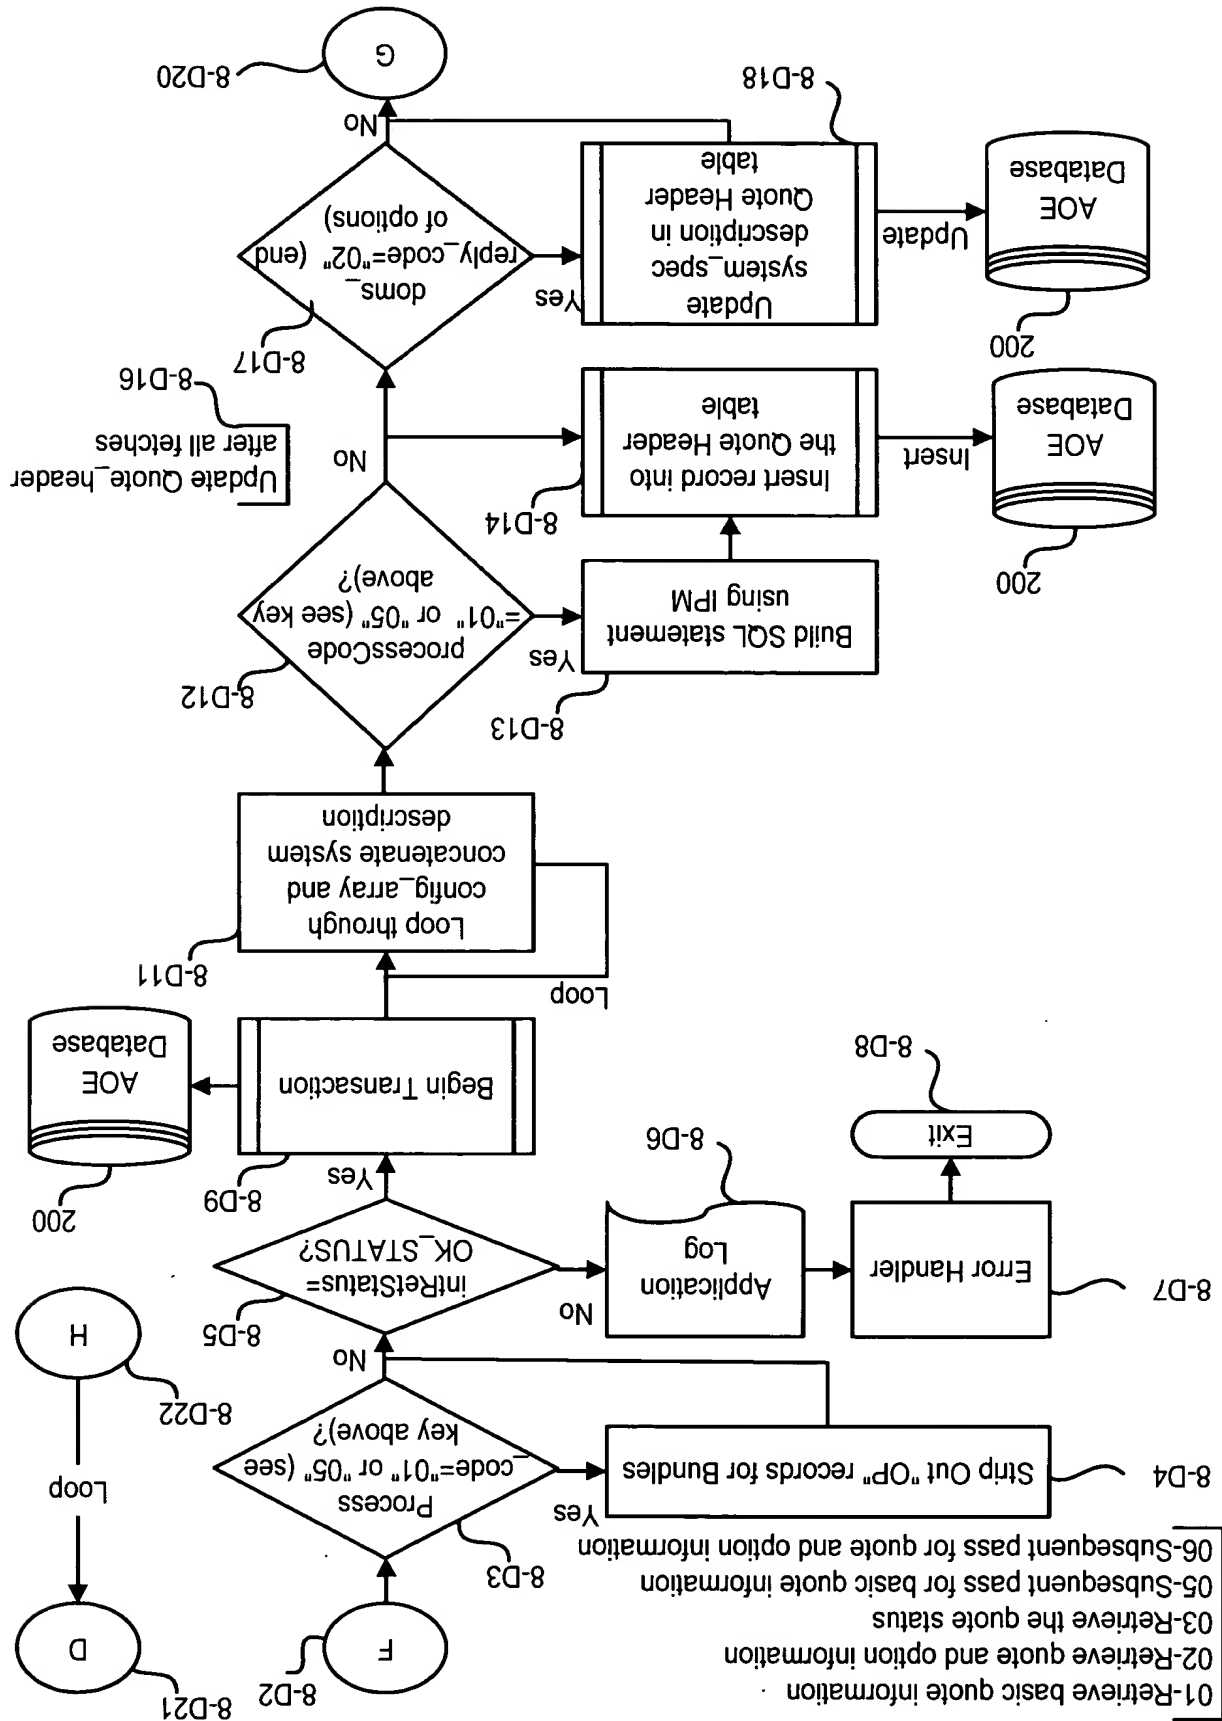 01-Retrieve basic quote information
02-Retrieve quote and option information
03-Retrieve the quote status
05-Subsequent pass for basic quote information
06-Subsequent pass for quote and option information
F
8-D2
D
8-D21
Loop
H
8-D22
Process
_code="01" or "05" (see
key above)?
8-D3
Yes
No
Strip Out "OP" records for Bundles
8-D4
intRetStatus=
OK_STATUS?
8-D5
No
Yes
Application
Log
8-D6
Error Handler
8-D7
Exit
8-D8
Begin Transaction
8-D9
AOE
Database
200
Loop
Loop through
config_array and
concatenate system
description
8-D11
processCode
="01" or "05" (see key
above)?
8-D12
Yes
No
Build SQL statement
using IPM
8-D13
Insert record into
the Quote Header
table
8-D14
Insert
AOE
Database
200
Update Quote_header
after all fetches
8-D16
doms_
reply_code="02" (end
of options)
8-D17
Yes
No
Update
system_spec
description in
Quote Header
table
8-D18
Update
AOE
Database
200
G
8-D20